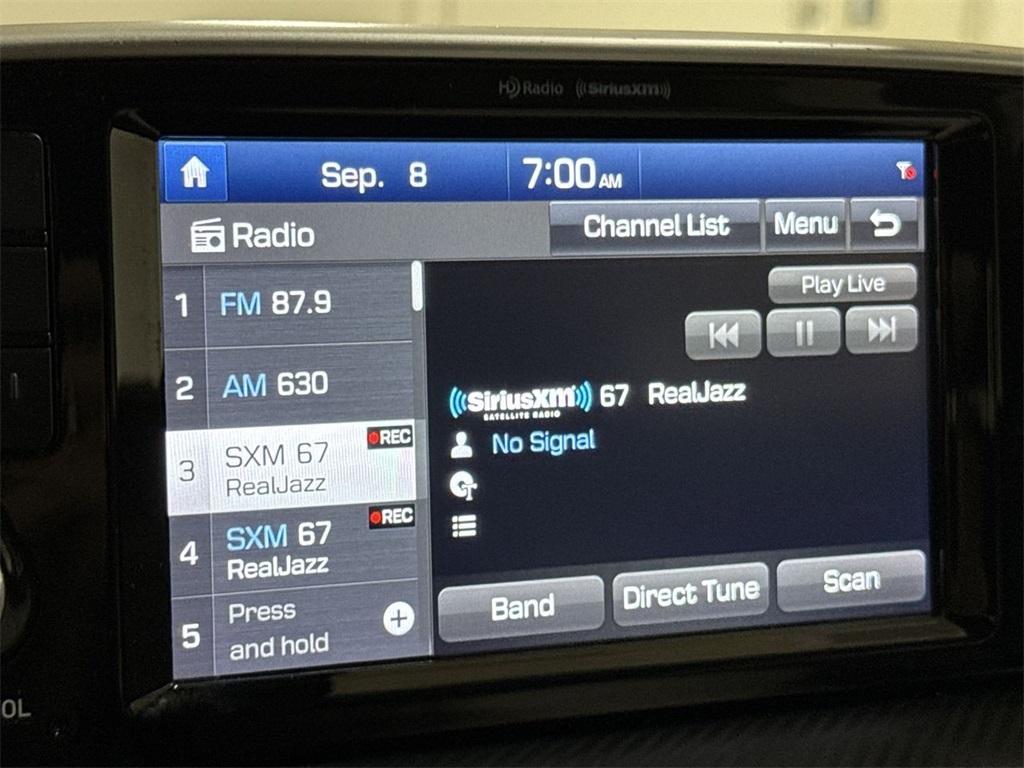 HD Radio ((SiriusXM))
Sep. 8 7:00 AM
Radio Channel List Menu
1 FM 87.9
2 AM 630
3 SXM 67 REC
RealJazz
4 SXM 67 REC
RealJazz
5 Press
and hold
Play Live
((SiriusXM)) 67 RealJazz
SATELLITE RADIO
No Signal
Band Direct Tune Scan
OL